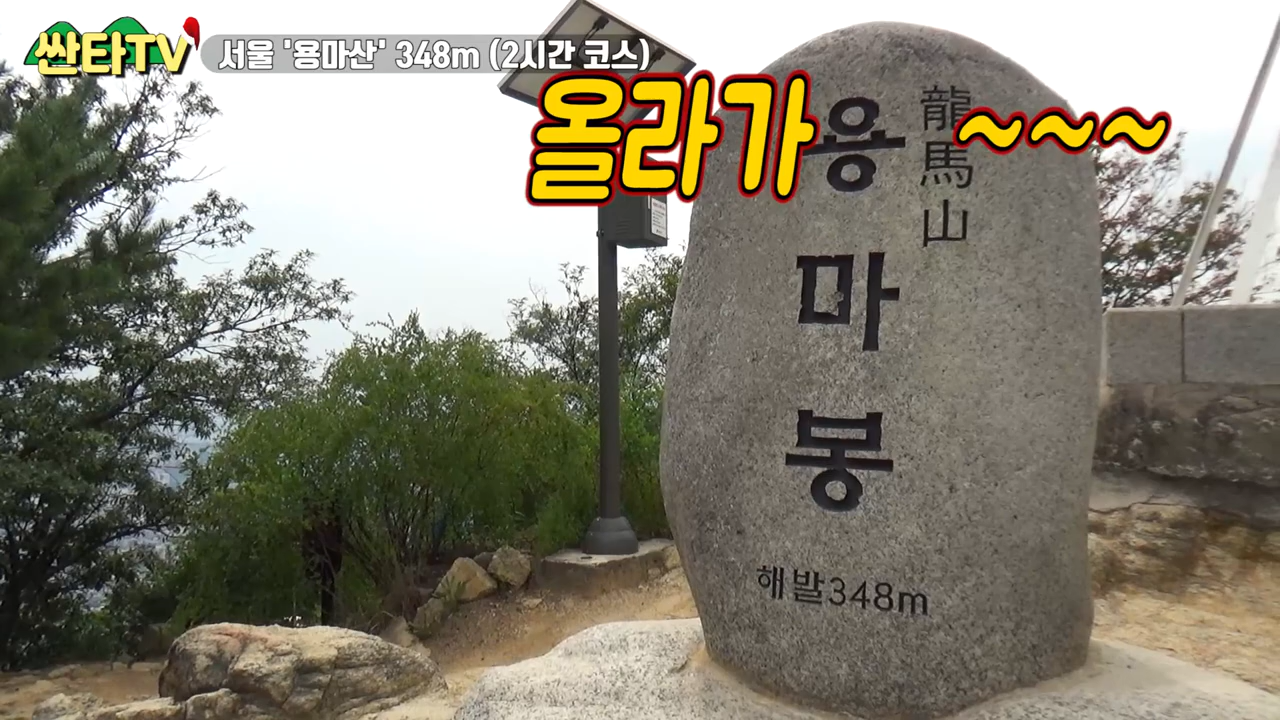 싼타TV
서울 '용마산' 348m (2시간 코스)
올라가~~~
용마봉
龍馬山
해발348m